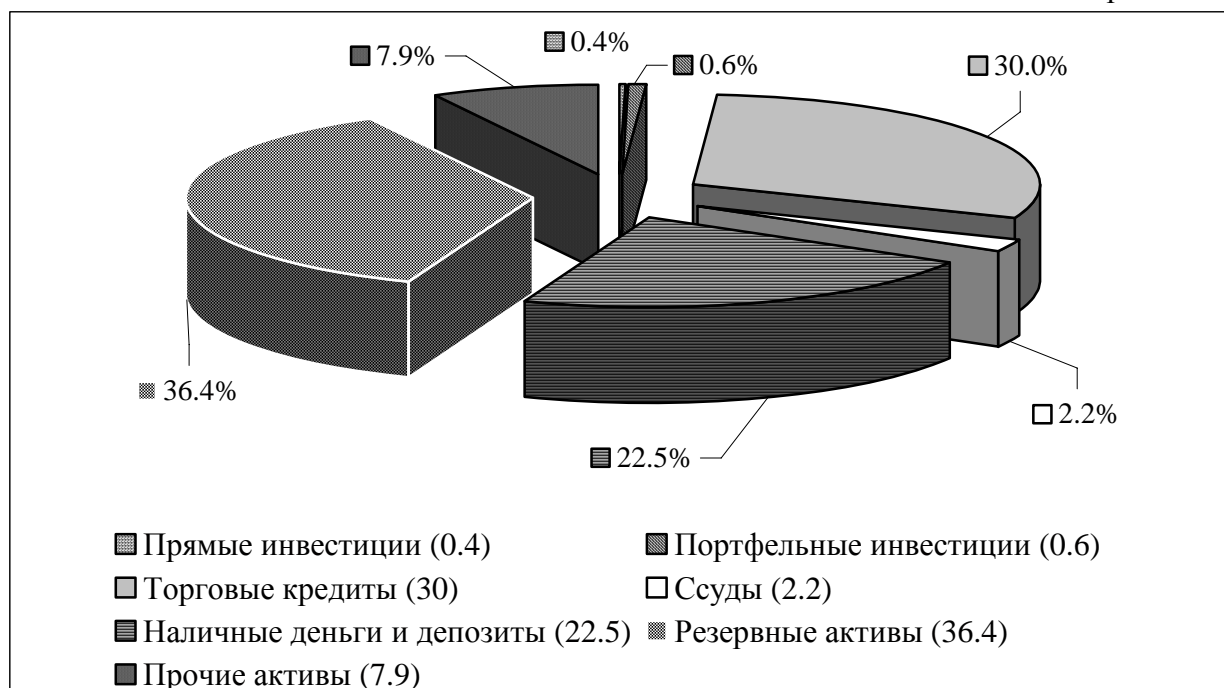 7.9%
0.4%
0.6%
30.0%
36.4%
22.5%
2.2%
Прямые инвестиции (0.4)
Портфельные инвестиции (0.6)
Торговые кредиты (30)
Ссуды (2.2)
Наличные деньги и депозиты (22.5)
Резервные активы (36.4)
Прочие активы (7.9)